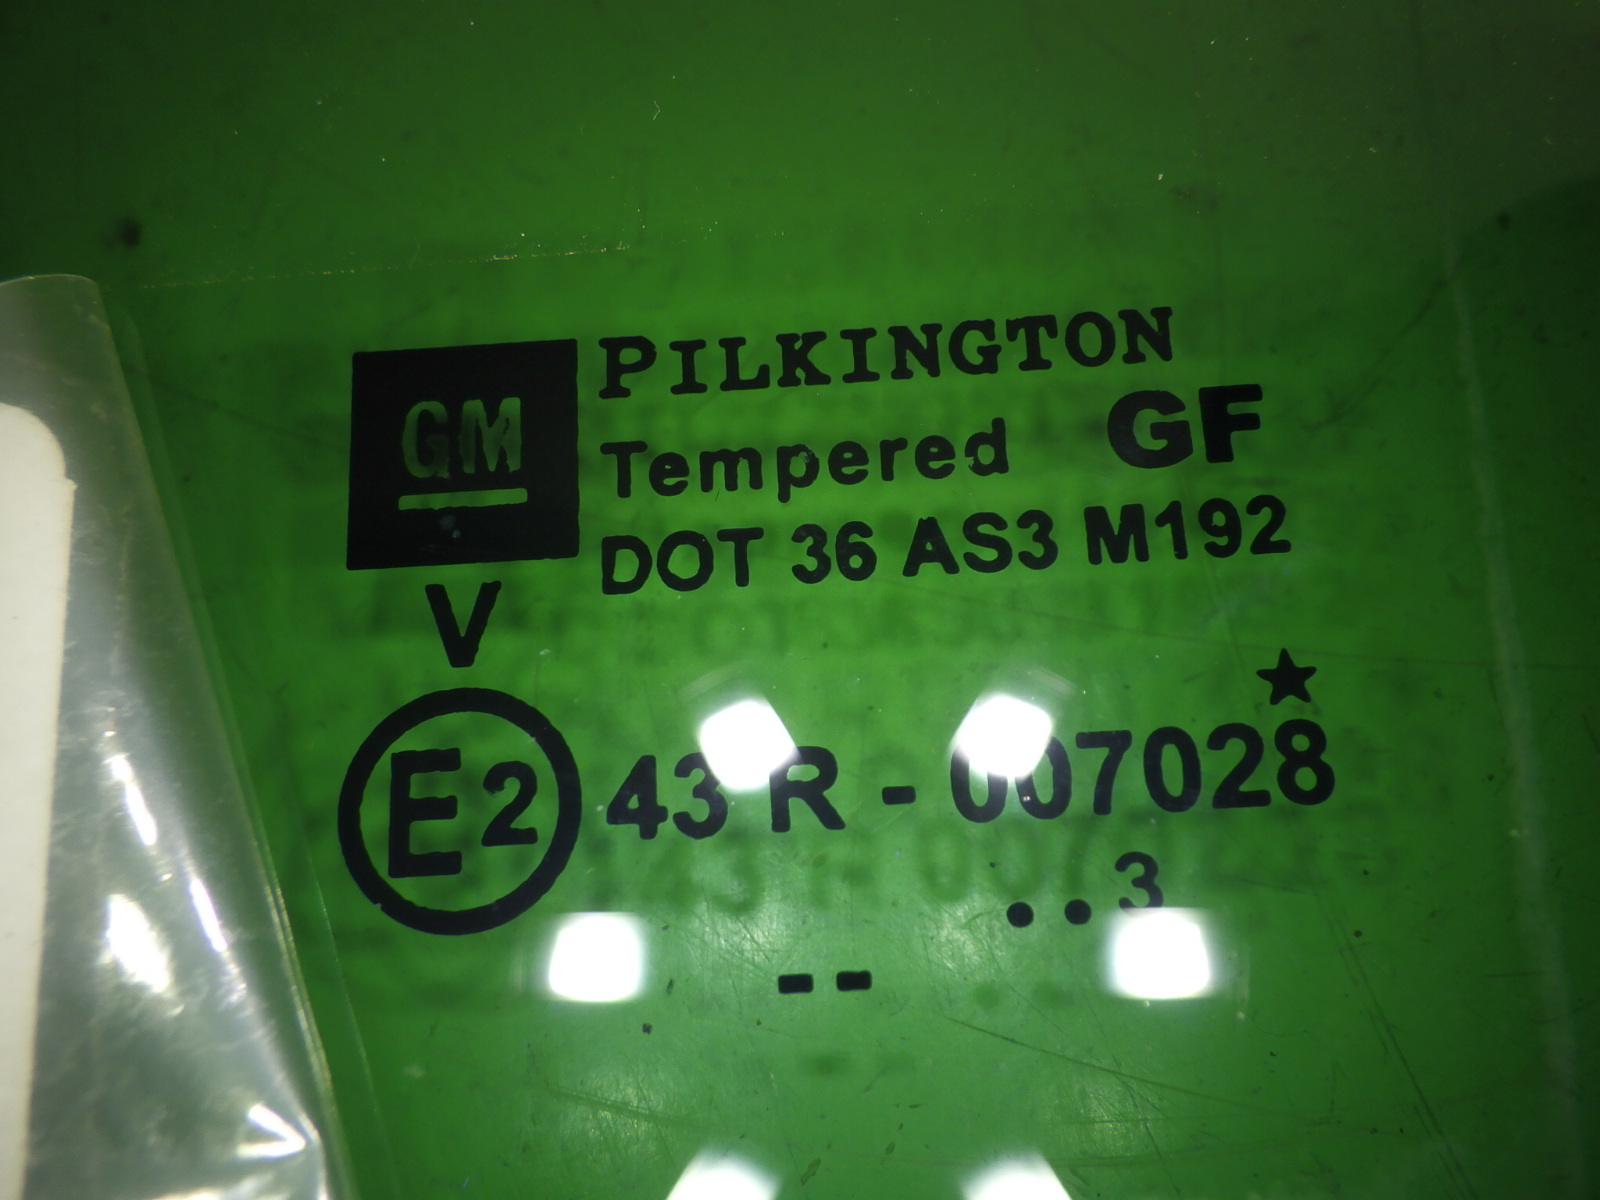 GM
PILKINGTON
Tempered GF
DOT 36 AS3 M192
V
E2 43 R - 007028
..3
--